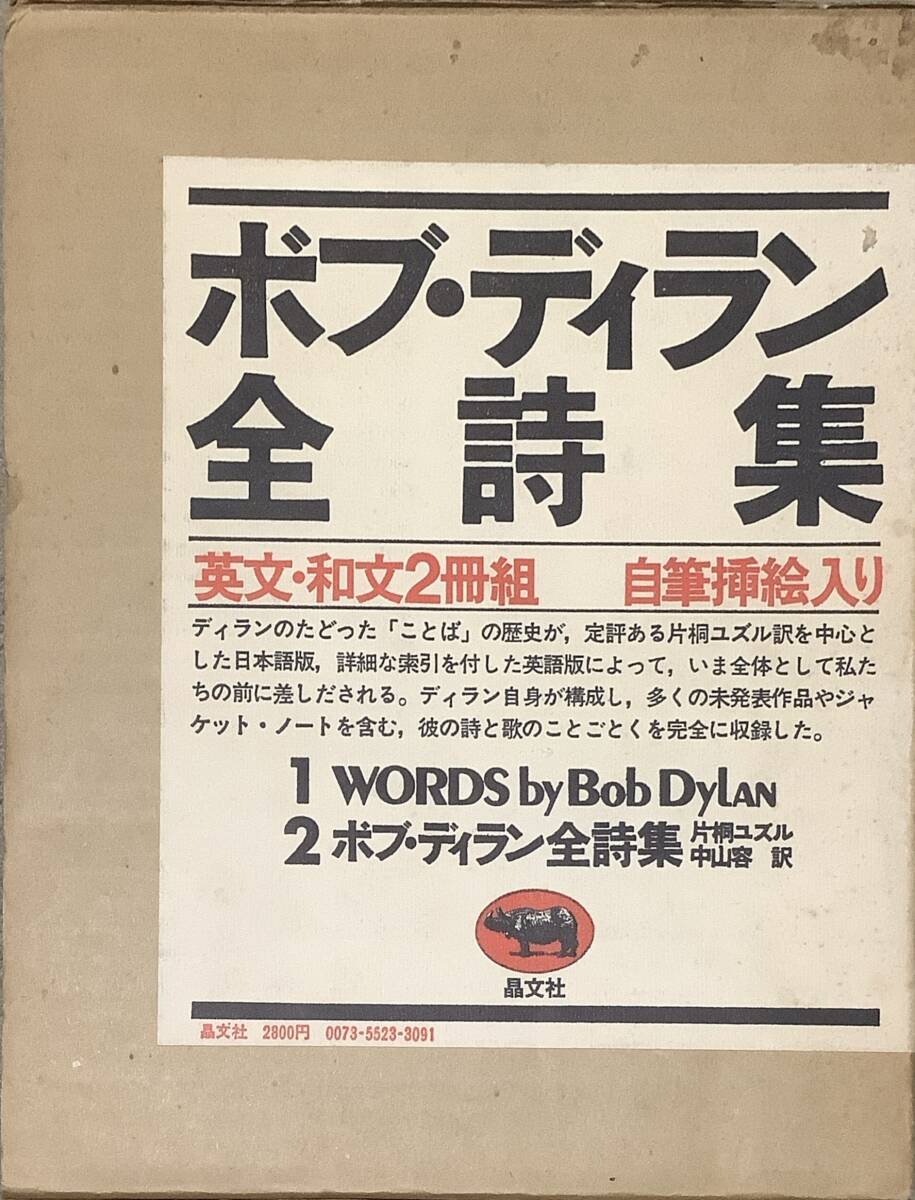 ボブ・ディラン
全詩集
英文・和文2冊組 自筆挿絵入り
ディランのたどった「ことば」の歴史が，定評ある片桐ユズル訳を中心と
した日本語版，詳細な索引を付した英語版によって，いま全体として私た
ちの前に差しだされる。ディラン自身が構成し，多くの未発表作品やジャ
ケット・ノートを含む，彼の詩と歌のことごとくを完全に収録した。
1 WORDS by Bob DylAN
2 ボブ・ディラン全詩集 片桐ユズル
中山容 訳
晶文社
晶文社 2800円 0073-5523-3091